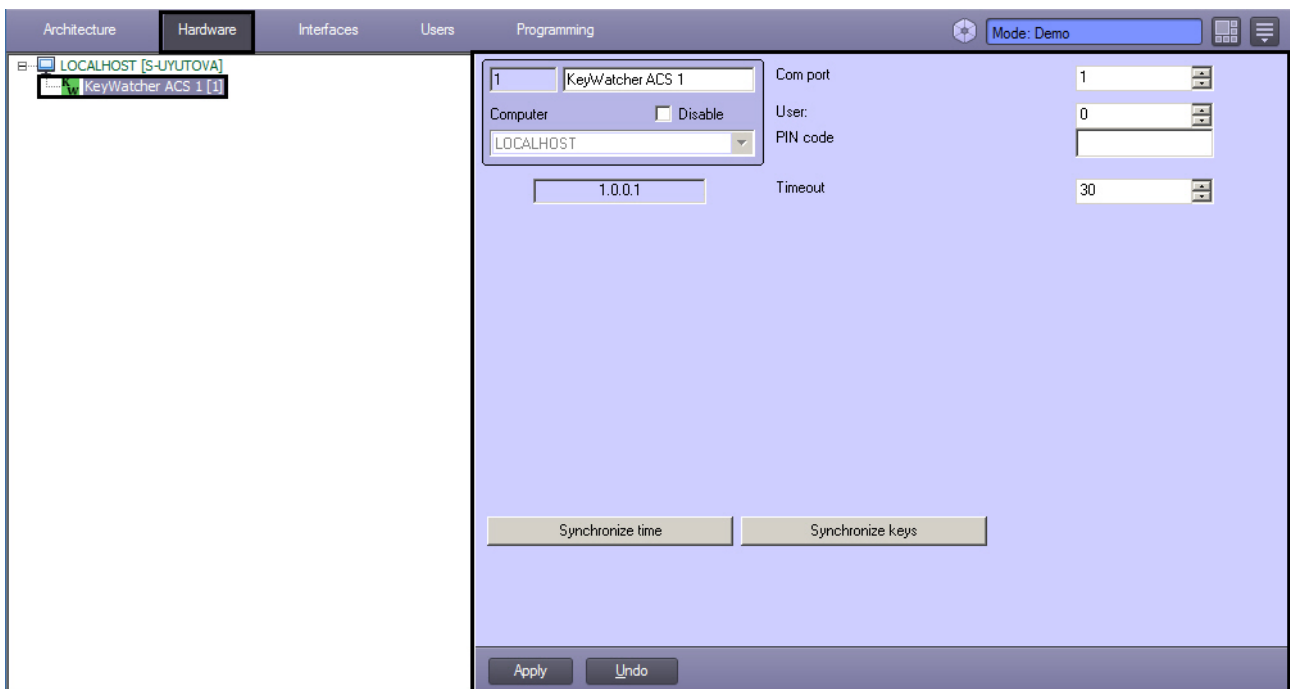 Architecture Hardware Interfaces Users Programming Mode: Demo
LOCALHOST [S-UYUTOVA]
KW KeyWatcher ACS 1 [1]
1 KeyWatcher ACS 1
Computer Disable
LOCALHOST
1.0.0.1
Com port 1
User: 0
PIN code
Timeout 30
Synchronize time Synchronize keys
Apply Undo